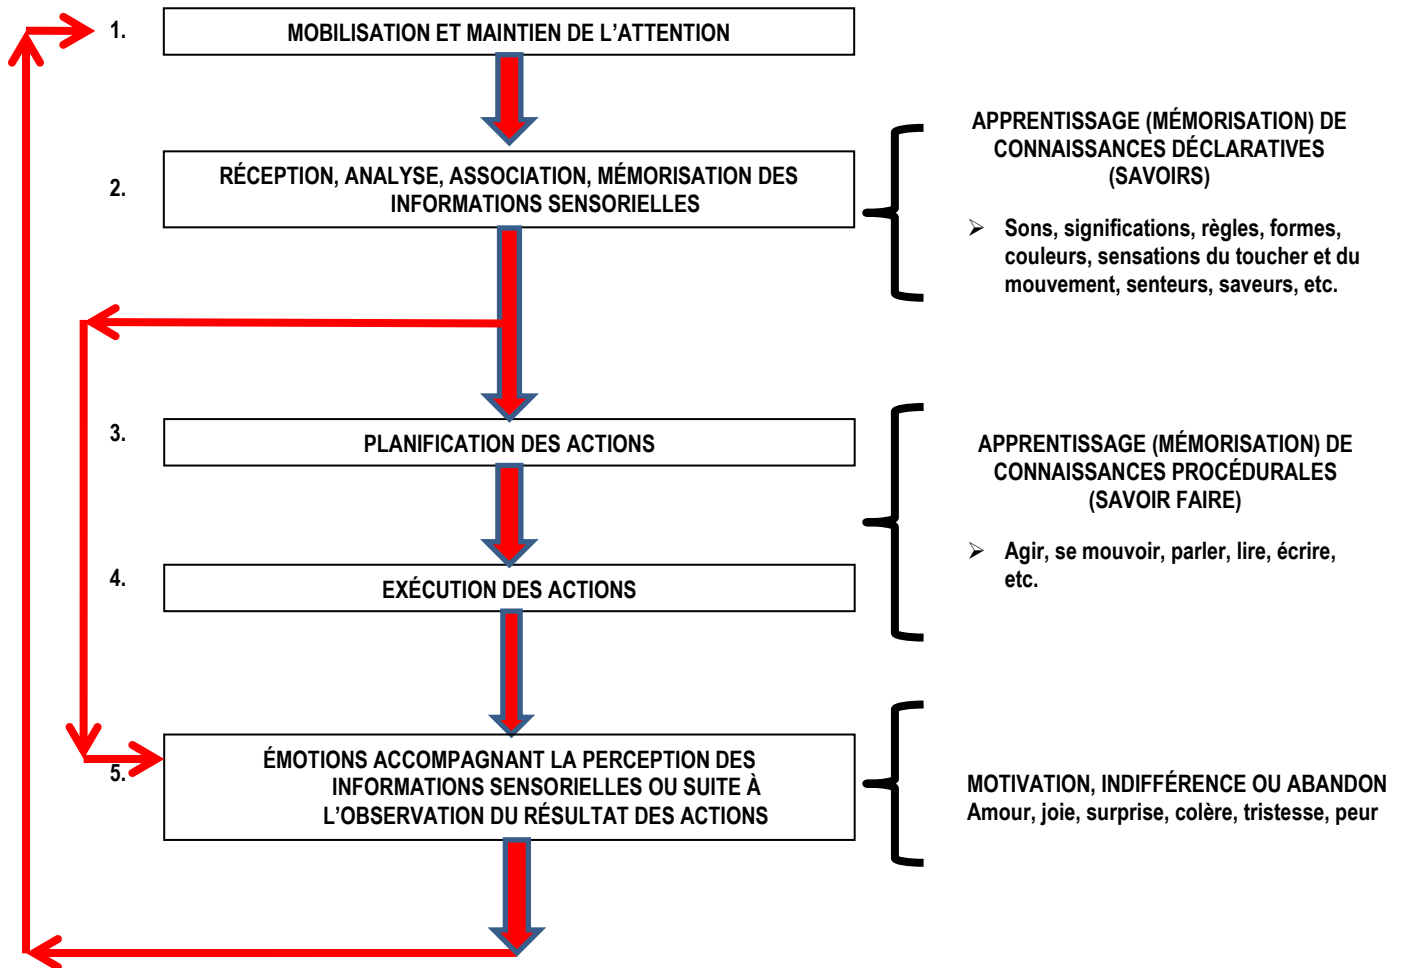 1.
MOBILISATION ET MAINTIEN DE L’ATTENTION
2.
RÉCEPTION, ANALYSE, ASSOCIATION, MÉMORISATION DES
INFORMATIONS SENSORIELLES
APPRENTISSAGE (MÉMORISATION) DE
CONNAISSANCES DÉCLARATIVES
(SAVOIRS)
➢ Sons, significations, règles, formes,
couleurs, sensations du toucher et du
mouvement, senteurs, saveurs, etc.
3.
PLANIFICATION DES ACTIONS
4.
EXÉCUTION DES ACTIONS
APPRENTISSAGE (MÉMORISATION) DE
CONNAISSANCES PROCÉDURALES
(SAVOIR FAIRE)
➢ Agir, se mouvoir, parler, lire, écrire,
etc.
5.
ÉMOTIONS ACCOMPAGNANT LA PERCEPTION DES
INFORMATIONS SENSORIELLES OU SUITE À
L’OBSERVATION DU RÉSULTAT DES ACTIONS
MOTIVATION, INDIFFÉRENCE OU ABANDON
Amour, joie, surprise, colère, tristesse, peur